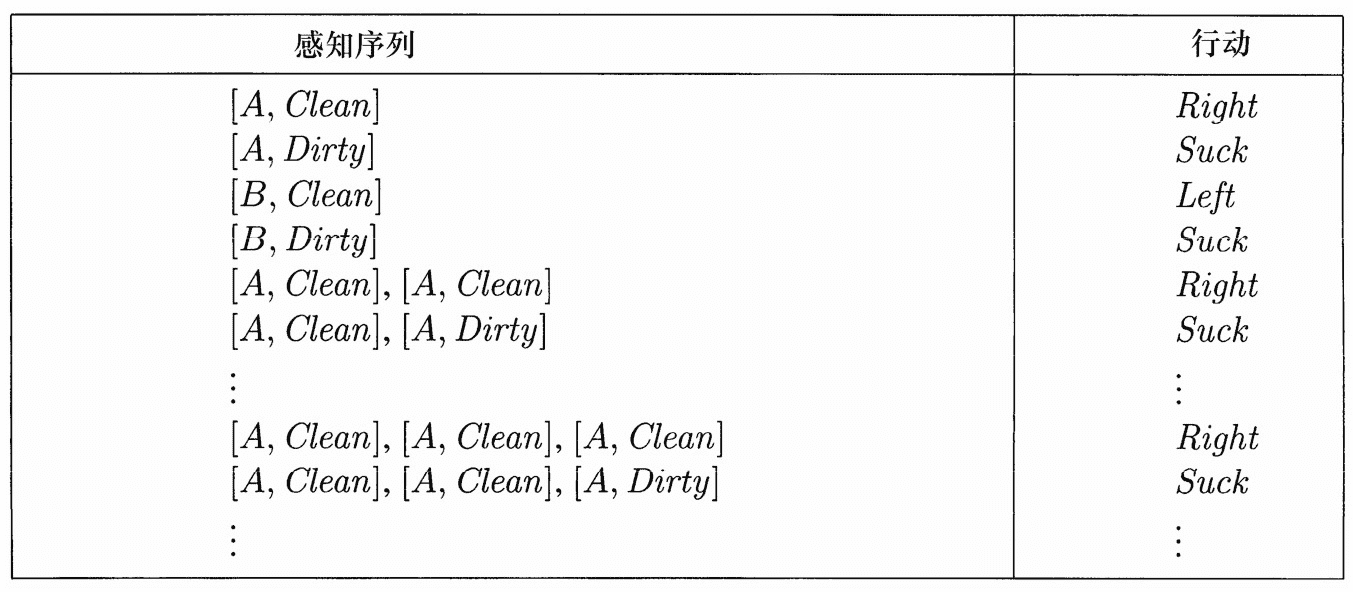 感知序列 行动
[A, Clean] Right
[A, Dirty] Suck
[B, Clean] Left
[B, Dirty] Suck
[A, Clean], [A, Clean] Right
[A, Clean], [A, Dirty] Suck
⋮ ⋮
[A, Clean], [A, Clean], [A, Clean] Right
[A, Clean], [A, Clean], [A, Dirty] Suck
⋮ ⋮